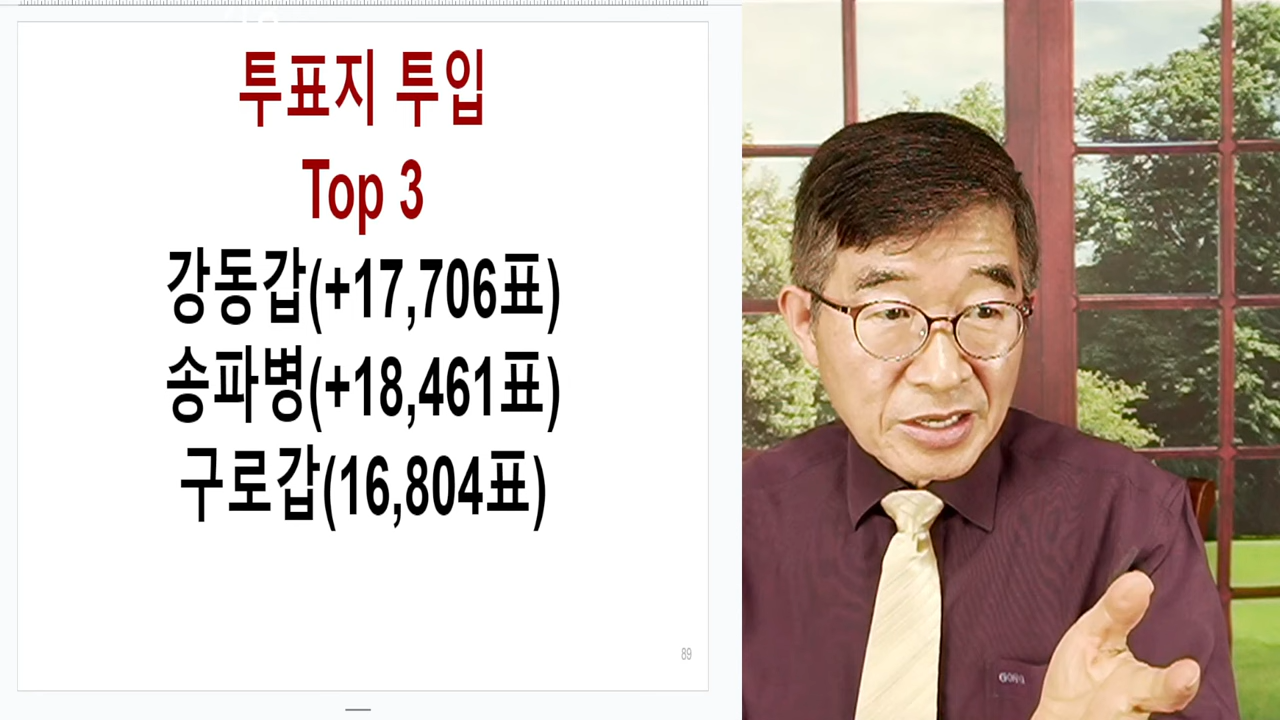 투표지 투입
Top 3
강동갑(+17,706표)
송파병(+18,461표)
구로갑(16,804표)
89